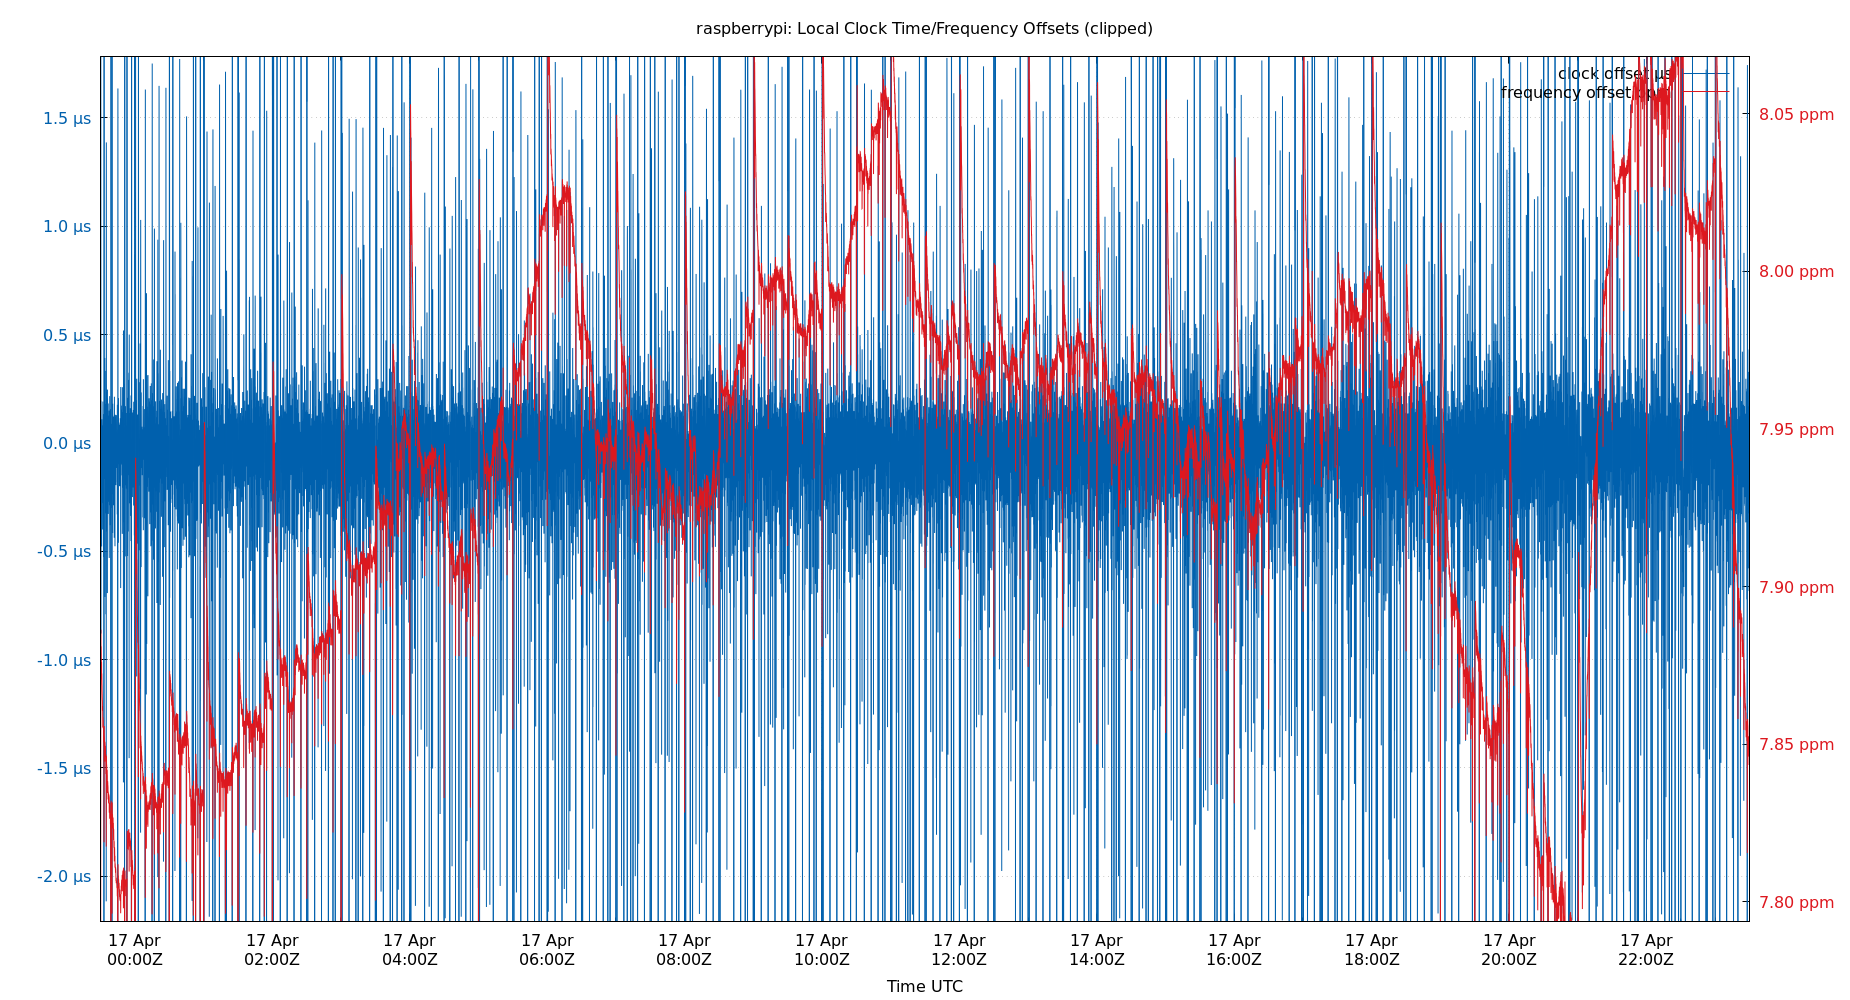 raspberrypi: Local Clock Time/Frequency Offsets (clipped)
clock offset µs
frequency offset
1.5 µs
1.0 µs
0.5 µs
0.0 µs
-0.5 µs
-1.0 µs
-1.5 µs
-2.0 µs
8.05 ppm
8.00 ppm
7.95 ppm
7.90 ppm
7.85 ppm
7.80 ppm
17 Apr 17 Apr 17 Apr 17 Apr 17 Apr 17 Apr 17 Apr 17 Apr 17 Apr 17 Apr 17 Apr 17 Apr
00:00Z 02:00Z 04:00Z 06:00Z 08:00Z 10:00Z 12:00Z 14:00Z 16:00Z 18:00Z 20:00Z 22:00Z
Time UTC